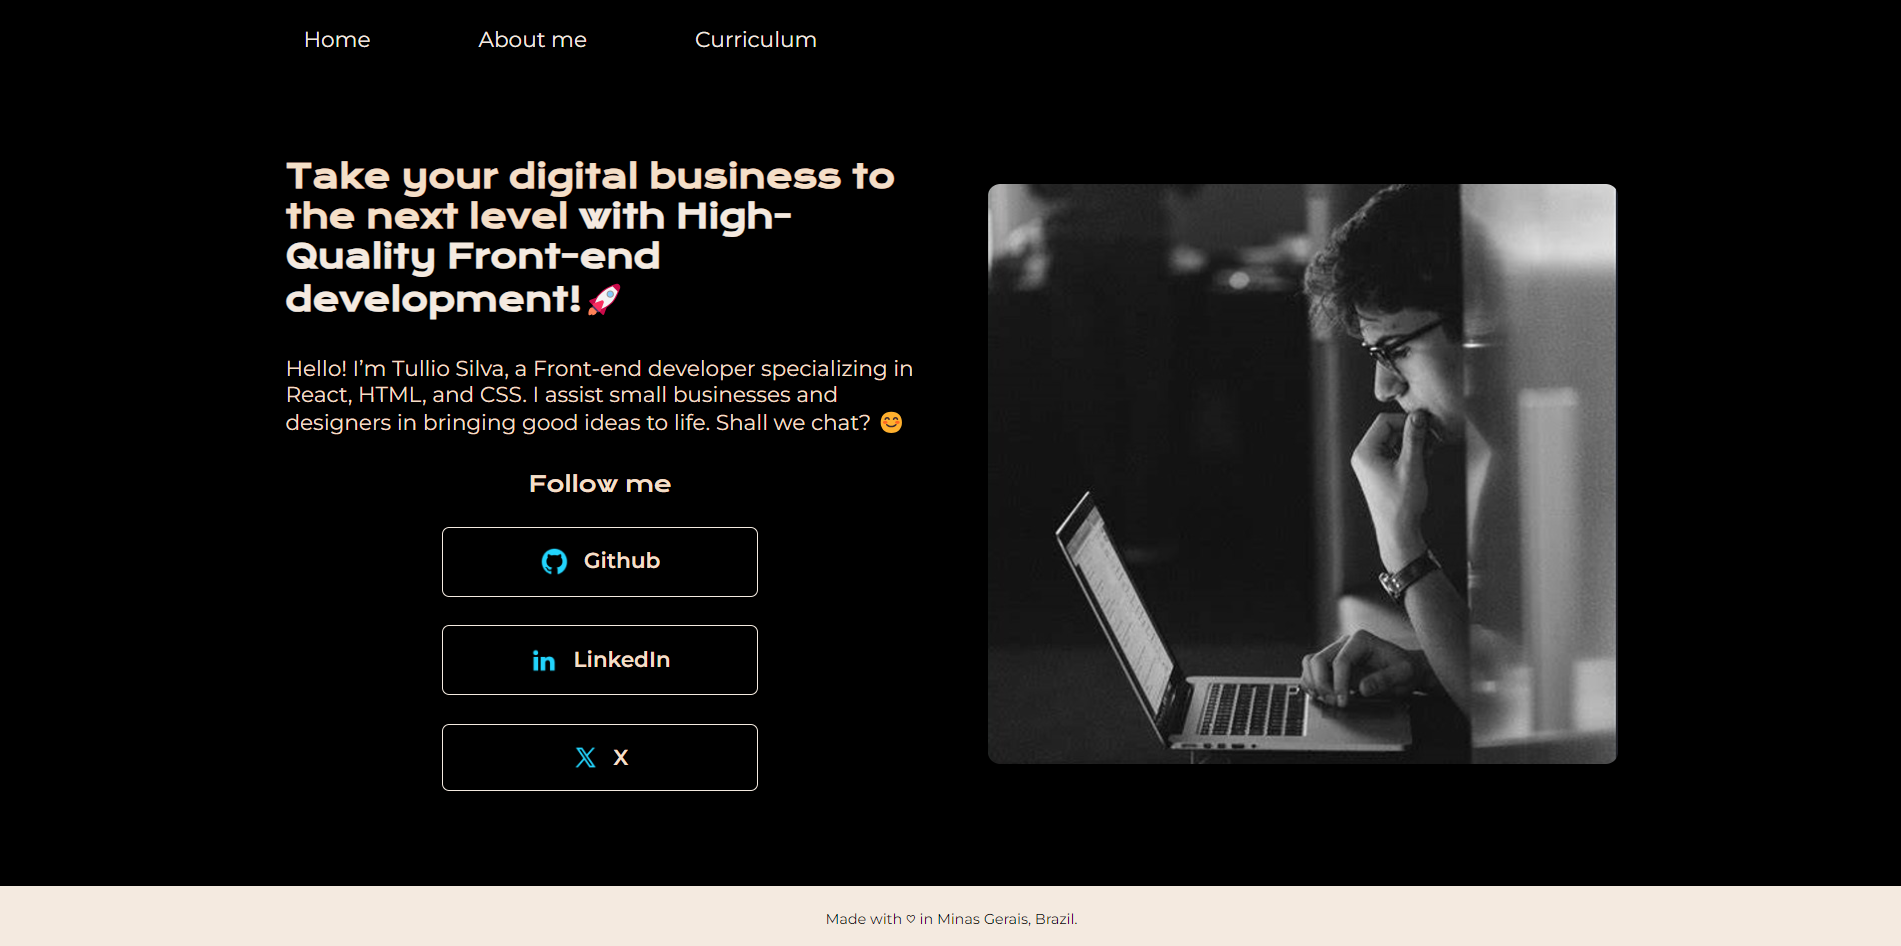 Home
About me
Curriculum
Take your digital business to
the next level with High-
Quality Front-end
development!🚀
Hello! I’m Tullio Silva, a Front-end developer specializing in
React, HTML, and CSS. I assist small businesses and
designers in bringing good ideas to life. Shall we chat? 😊
Follow me
Github
in LinkedIn
𝕏 X
Made with ♡ in Minas Gerais, Brazil.